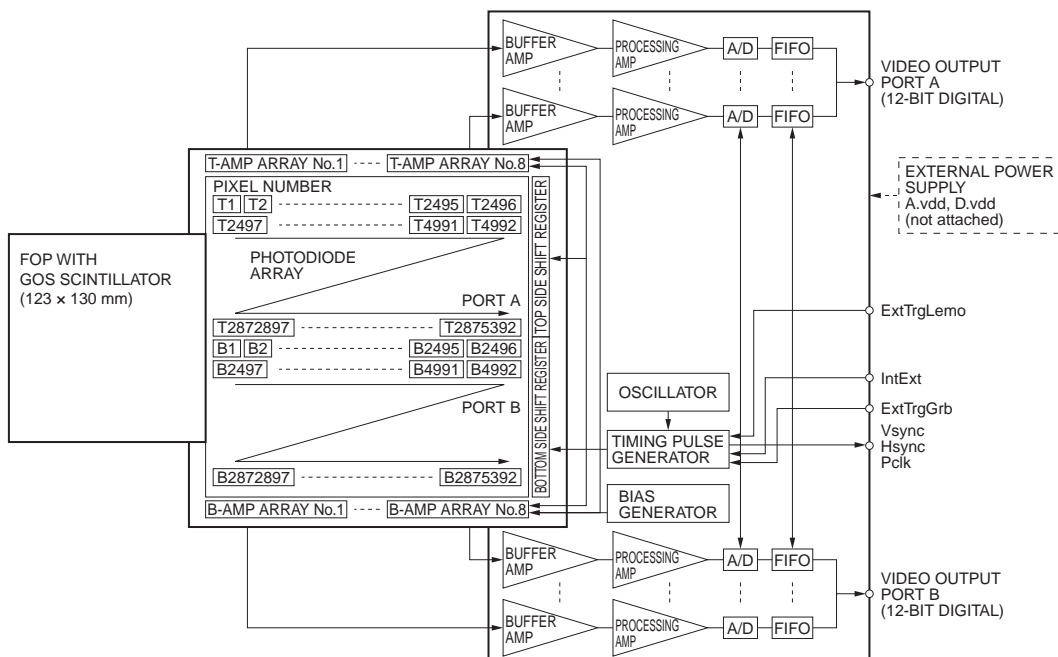 BUFFER
AMP
PROCESSING
AMP
A/D
FIFO
VIDEO OUTPUT
PORT A
(12-BIT DIGITAL)
BUFFER
AMP
PROCESSING
AMP
A/D
FIFO
T-AMP ARRAY No.1
T-AMP ARRAY No.8
EXTERNAL POWER
SUPPLY
A.vdd, D.vdd
(not attached)
PIXEL NUMBER
T1 T2 T2495 T2496
T2497 T4991 T4992
TOP SIDE SHIFT REGISTER
FOP WITH
GOS SCINTILLATOR
(123 × 130 mm)
PHOTODIODE
ARRAY
PORT A
T2872897 T2875392
B1 B2 B2495 B2496
B2497 B4991 B4992
BOTTOM SIDE SHIFT REGISTER
PORT B
B2872897 B2875392
B-AMP ARRAY No.1
B-AMP ARRAY No.8
ExtTrgLemo
IntExt
ExtTrgGrb
Vsync
Hsync
Pclk
OSCILLATOR
TIMING PULSE
GENERATOR
BIAS
GENERATOR
BUFFER
AMP
PROCESSING
AMP
A/D
FIFO
VIDEO OUTPUT
PORT B
(12-BIT DIGITAL)
BUFFER
AMP
PROCESSING
AMP
A/D
FIFO